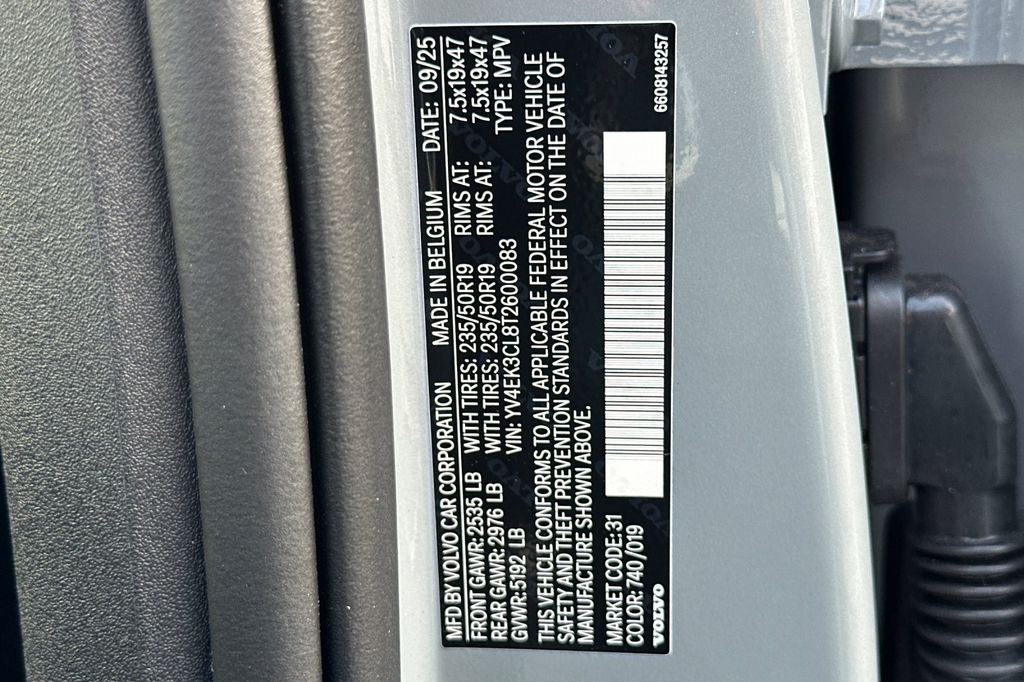 MFD BY VOLVO CAR CORPORATION MADE IN BELGIUM DATE: 09/25
FRONT GAWR:2535 LB WITH TIRES: 235/50R19 RIMS AT: 7.5x19x47
REAR GAWR:2976 LB WITH TIRES: 235/50R19 RIMS AT: 7.5x19x47
GVWR:5192 LB VIN: YV4EK3CL8T2600083 TYPE: MPV
THIS VEHICLE CONFORMS TO ALL APPLICABLE FEDERAL MOTOR VEHICLE
SAFETY AND THEFT PREVENTION STANDARDS IN EFFECT ON THE DATE OF
MANUFACTURE SHOWN ABOVE.
MARKET CODE:31
COLOR: 740/019
VOLVO
6608143257